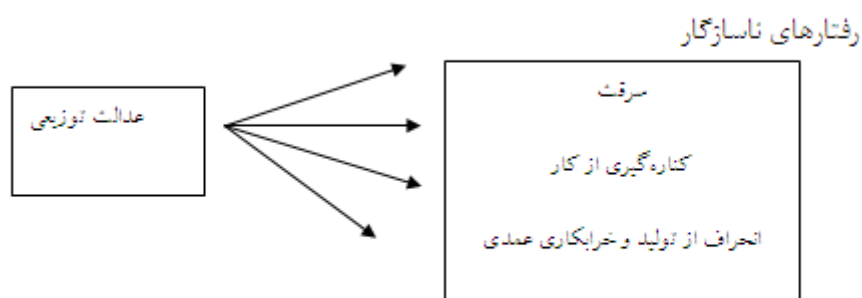 رفتارهای ناسازگار
عدالت توزیعی
سرقت
کناره‌گیری از کار
انحراف از تولید و خرابکاری عمدی